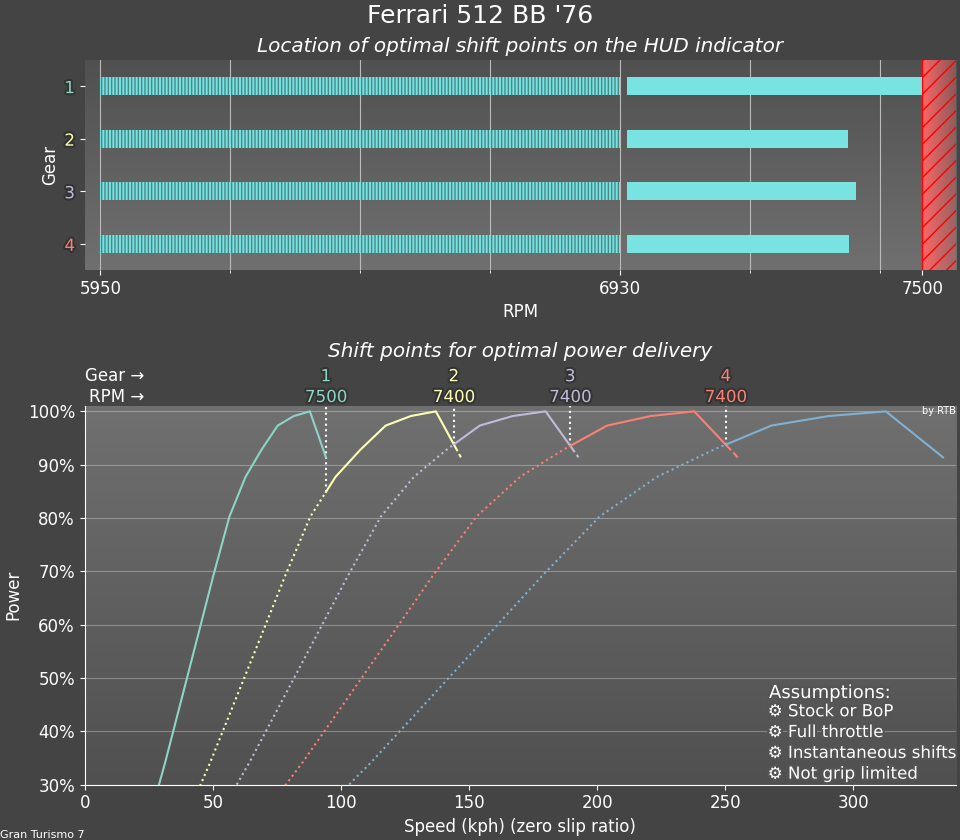 Ferrari 512 BB '76
Location of optimal shift points on the HUD indicator
Gear
1
2
3
4
5950 6930 7500
RPM
Shift points for optimal power delivery
Gear → 1 2 3 4
RPM → 7500 7400 7400 7400
by RTB
100%
90%
80%
70%
60%
50%
40%
30%
Power
Assumptions:
⚙ Stock or BoP
⚙ Full throttle
⚙ Instantaneous shifts
⚙ Not grip limited
0 50 100 150 200 250 300
Speed (kph) (zero slip ratio)
Gran Turismo 7